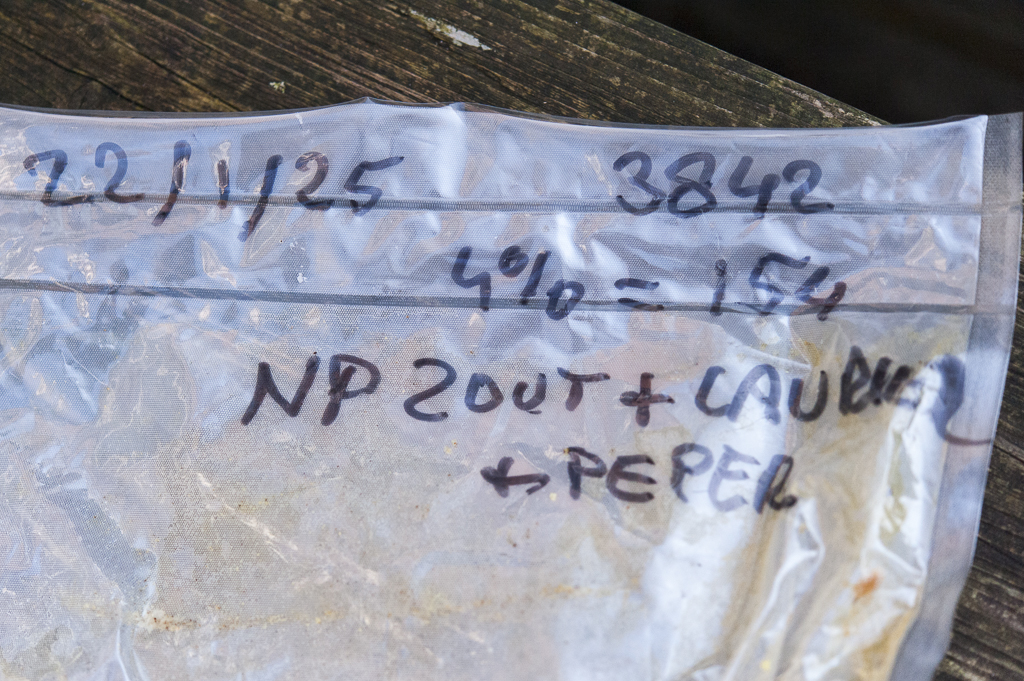 22/1/25 3842
4% = 154
NP ZOUT + LAURIER
+ PEPER